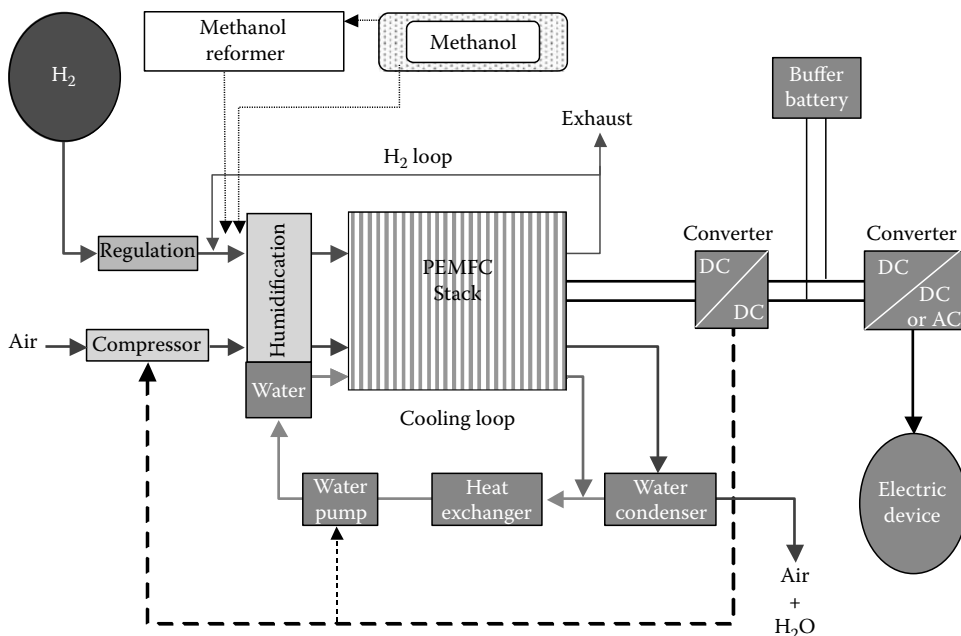 Methanol
reformer
Methanol
H₂
Buffer
battery
Exhaust
H₂ loop
Converter
Converter
Regulation
Humidification
PEMFC
Stack
DC
DC
DC
DC
or AC
Air
Compressor
Water
Cooling loop
Water
pump
Heat
exchanger
Water
condenser
Electric
device
Air
+
H₂O